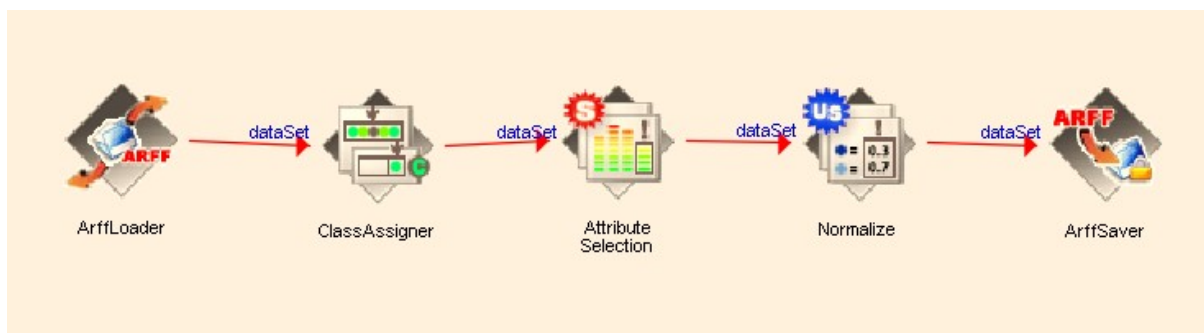 dataSet dataSet dataSet dataSet
ARFF
S
C
!
US
!
= 0.3
= 0.7
ARFF
ArffLoader
ClassAssigner
Attribute
Selection
Normalize
ArffSaver